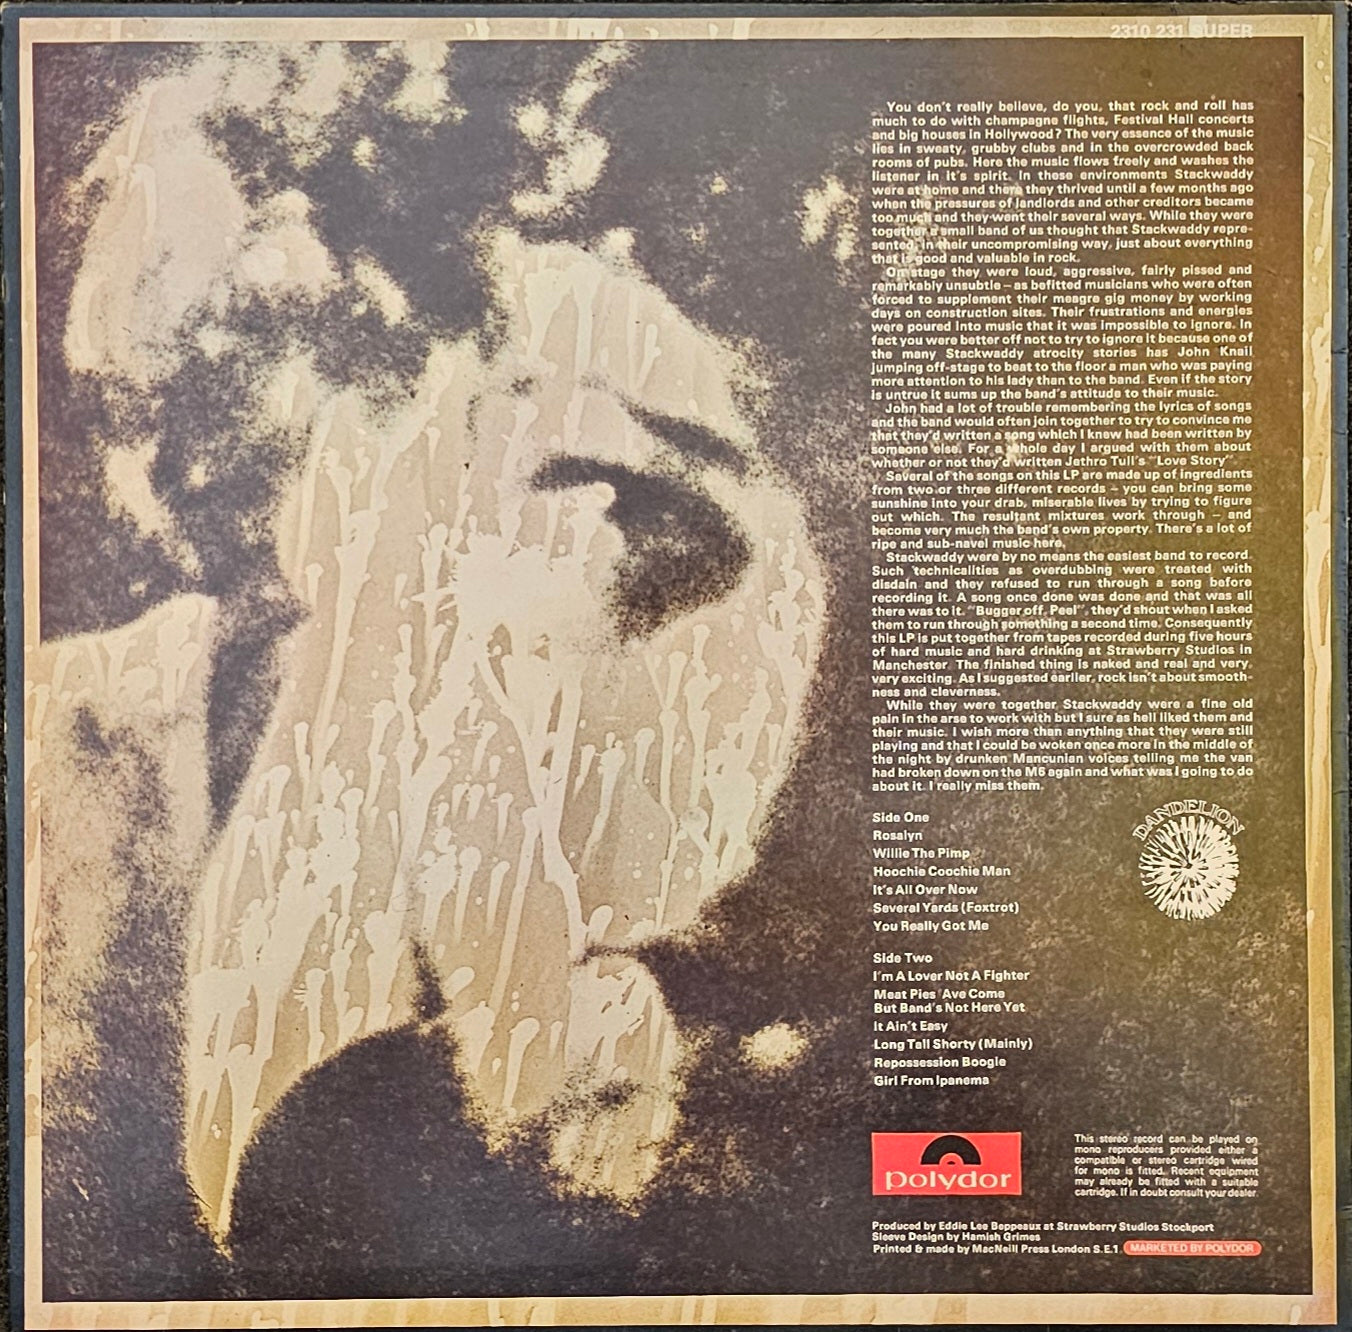 2310 231 SUPER
You don't really believe, do you, that rock and roll has
much to do with champagne flights, Festival Hall concerts
and big houses in Hollywood? The very essence of the music
lies in sweaty, grubby clubs and in the overcrowded back
rooms of pubs. Here the music flows freely and washes the
listener in it's spirit. In these environments Stackwaddy
were at home and there they thrived until a few months ago
when the pressures of landlords and other creditors became
too much and they went their several ways. While they were
together a small band of us thought that Stackwaddy repre-
sented, in their uncompromising way, just about everything
that is good and valuable in rock.
On stage they were loud, aggressive, fairly pissed and
remarkably unsubtle – as befitted musicians who were often
forced to supplement their meagre gig money by working
days on construction sites. Their frustrations and energies
were poured into music that it was impossible to ignore. In
fact you were better off not to try to ignore it because one of
the many Stackwaddy atrocity stories has John Knail
jumping off-stage to beat to the floor a man who was paying
more attention to his lady than to the band. Even if the story
is untrue it sums up the band's attitude to their music.
John had a lot of trouble remembering the lyrics of songs
and the band would often join together to try to convince me
that they'd written a song which I knew had been written by
someone else. For a whole day I argued with them about
whether or not they'd written Jethro Tull's "Love Story"
Several of the songs on this LP are made up of ingredients
from two or three different records – you can bring some
sunshine into your drab, miserable lives by trying to figure
out which. The resultant mixtures work through – and
become very much the band's own property. There's a lot of
ripe and sub-navel music here.
Stackwaddy were by no means the easiest band to record.
Such technicalities as overdubbing were treated with
disdain and they refused to run through a song before
recording it. A song once done was done and that was all
there was to it. "Bugger off, Peel", they'd shout when I asked
them to run through something a second time. Consequently
this LP is put together from tapes recorded during five hours
of hard music and hard drinking at Strawberry Studios in
Manchester. The finished thing is naked and real and very,
very exciting. As I suggested earlier, rock isn't about smooth-
ness and cleverness.
While they were together Stackwaddy were a fine old
pain in the arse to work with but I sure as hell liked them and
their music. I wish more than anything that they were still
playing and that I could be woken once more in the middle of
the night by drunken Mancunian voices telling me the van
had broken down on the M6 again and what was I going to do
about it. I really miss them.
Side One
Rosalyn
Willie The Pimp
Hoochie Coochie Man
It's All Over Now
Several Yards (Foxtrot)
You Really Got Me
DANDELION
Side Two
I'm A Lover Not A Fighter
Meat Pies 'Ave Come
But Band's Not Here Yet
It Ain't Easy
Long Tall Shorty (Mainly)
Repossession Boogie
Girl From Ipanema
polydor
This stereo record can be played on
mono reproducers provided either a
compatible or stereo cartridge wired
for mono is fitted. Recent equipment
may already be fitted with a suitable
cartridge. If in doubt consult your dealer.
Produced by Eddie Lee Beppeaux at Strawberry Studios Stockport
Sleeve Design by Hamish Grimes
Printed & made by MacNeill Press London S.E.1. MARKETED BY POLYDOR